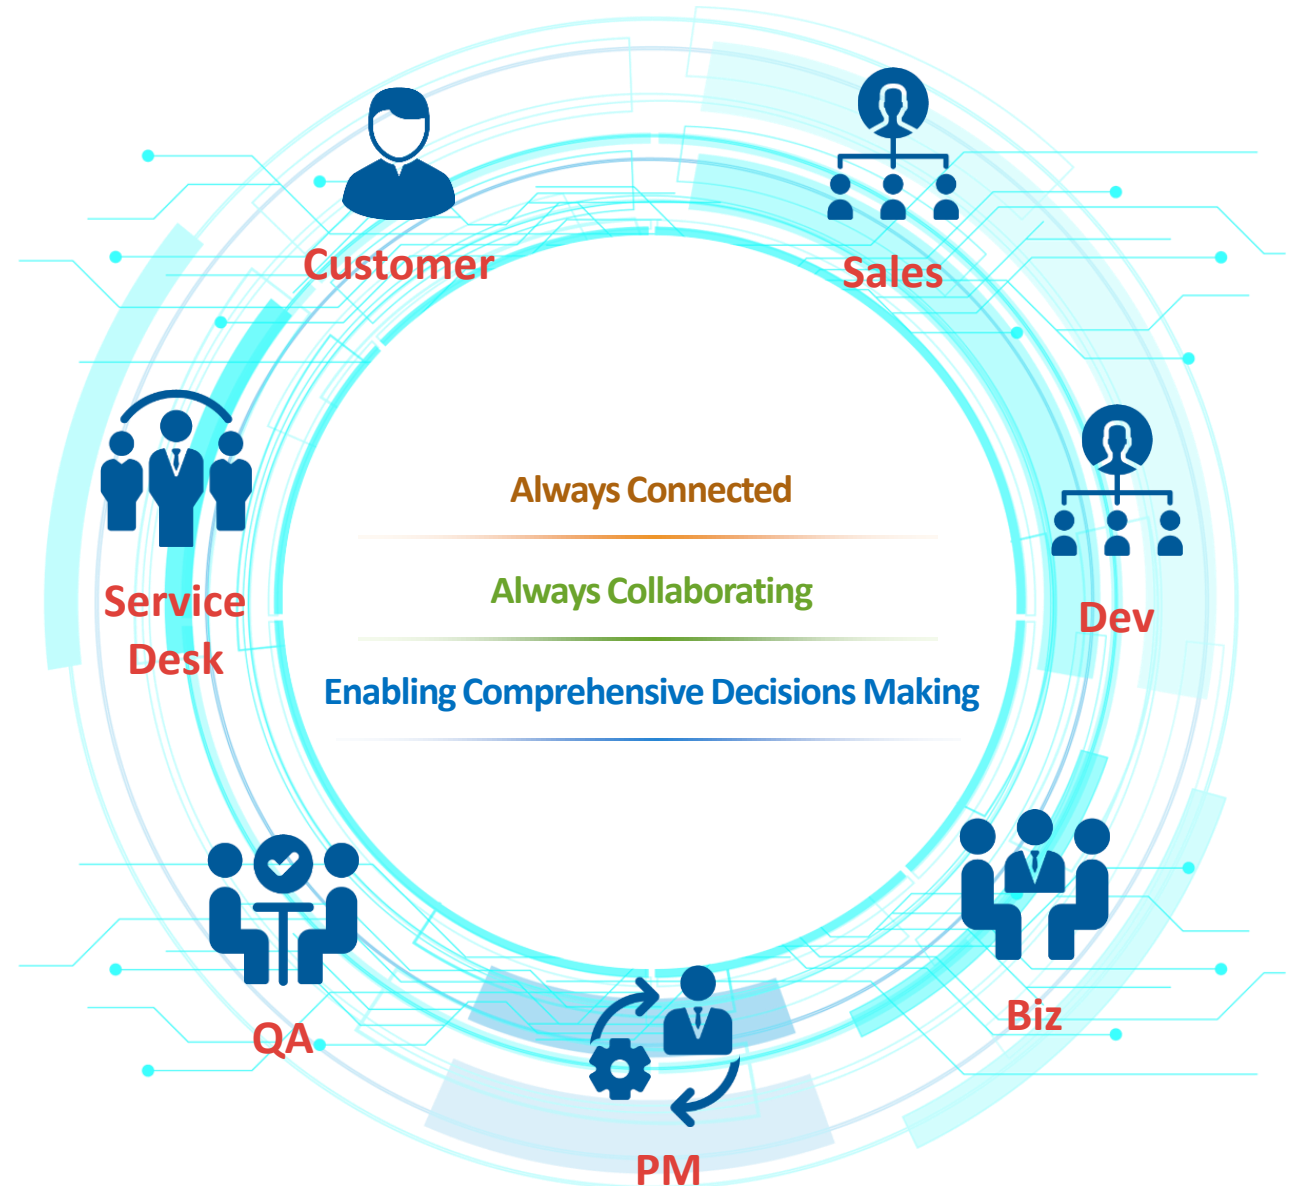 Customer
Sales
Always Connected
Always Collaborating
Enabling Comprehensive Decisions Making
Service
Desk
Dev
QA
Biz
PM